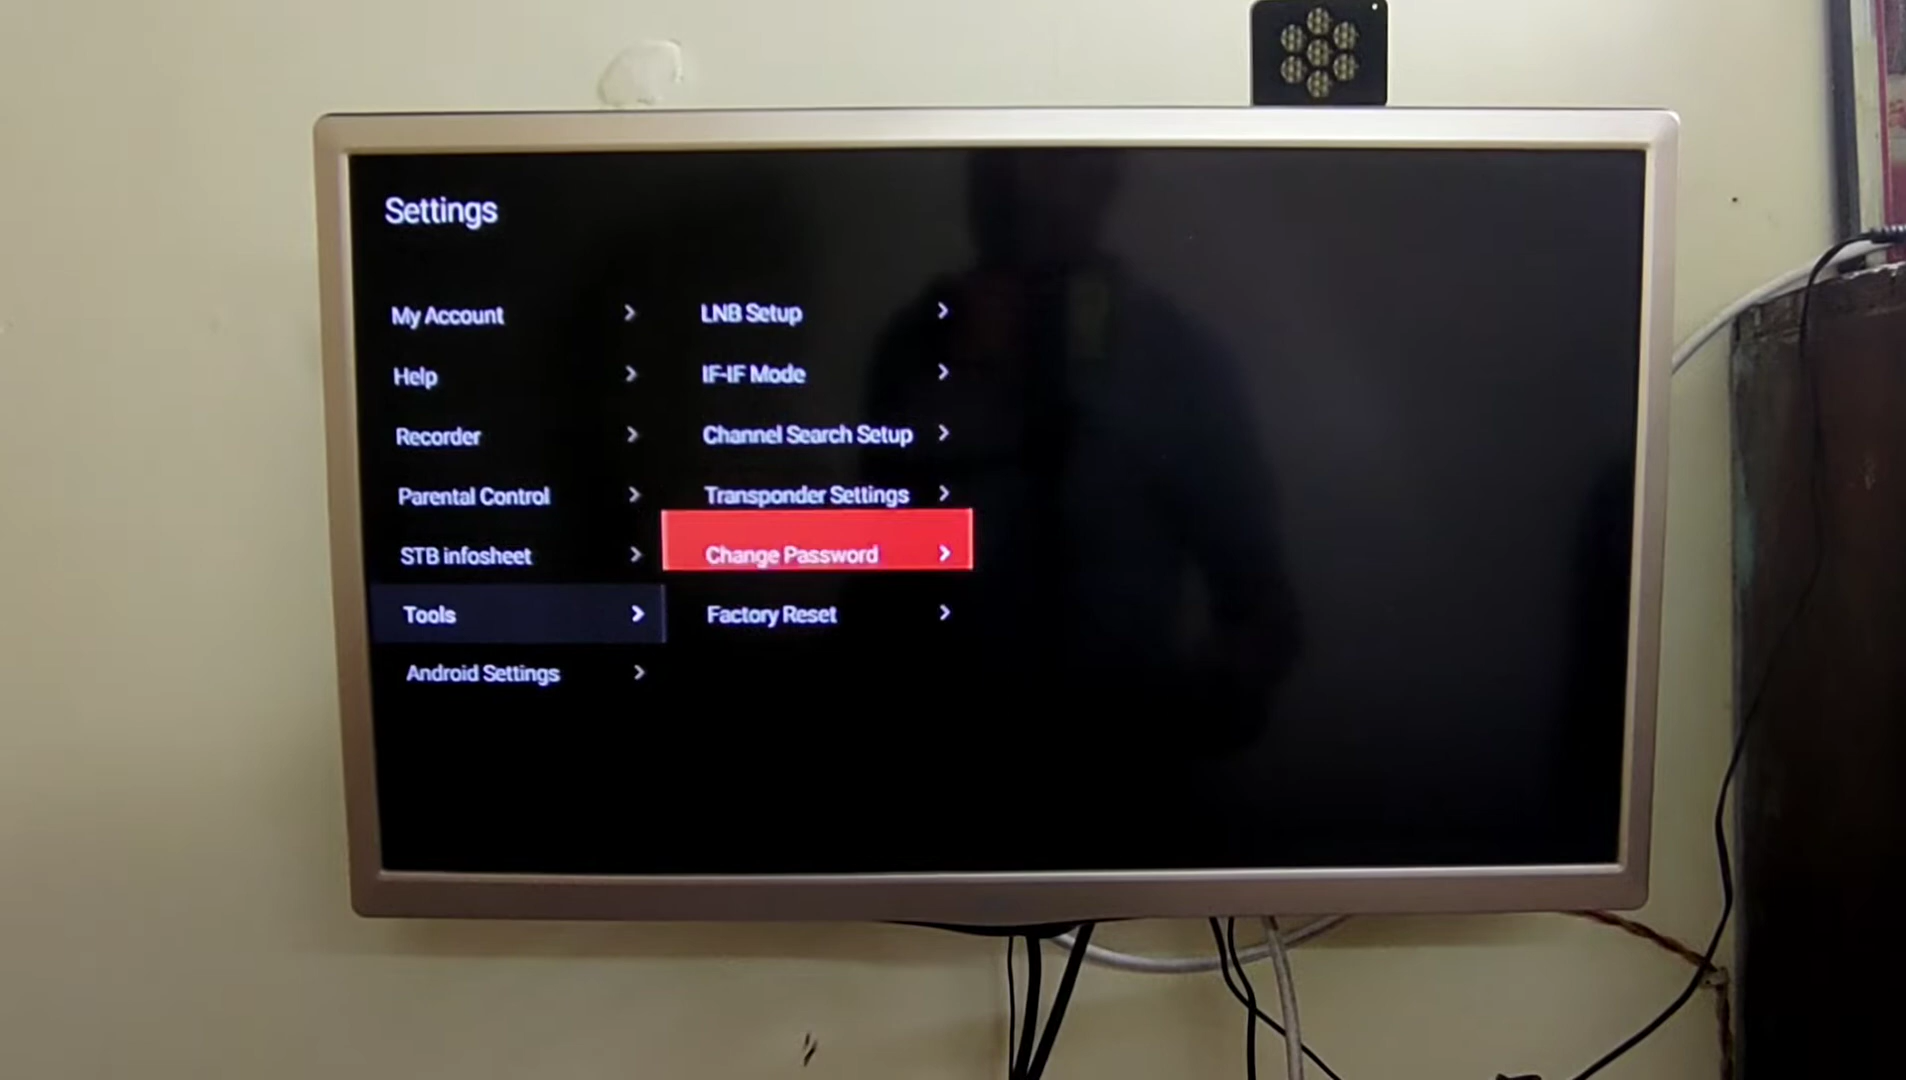 Settings
My Account
Help
Recorder
Parental Control
STB infosheet
Tools
Android Settings
LNB Setup
IF-IF Mode
Channel Search Setup
Transponder Settings
Change Password
Factory Reset